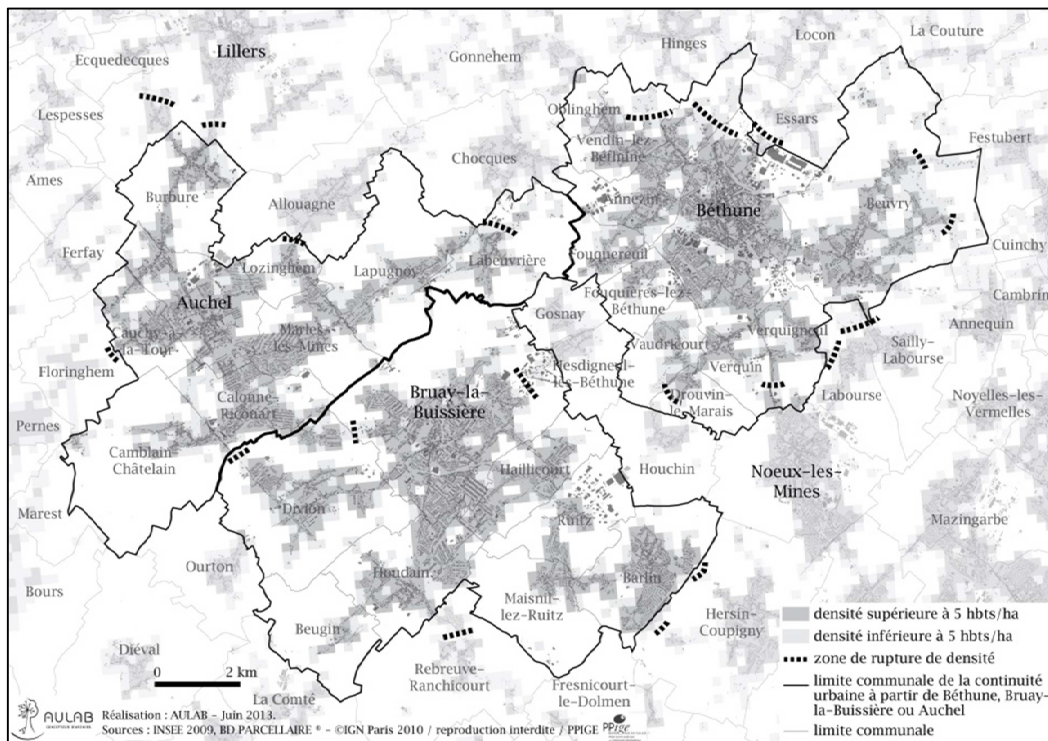 Lillers
Ecquedecques
Gonnehem
Hinges
Locon
La Couture
Lespesses
Oblinghem
Essars
Vendin-lez-Béthune
Festubert
Ames
Burbure
Chocques
Allouagne
Annezin
Béthune
Beuvry
Ferfay
Lozinghem
Lapugnoy
Labeuvrière
Fouquereuil
Cuinchy
Auchel
Fouquières-lez-
Béthune
Gosnay
Cambrin
Cauchy-à-
la-Tour
Marles-
les-Mines
Verquigneul
Annequin
Vaudricourt
Sailly-
Labourse
Floringhem
Hesdigneul-
lès-Béthune
Verquin
Bruay-la-
Buissière
Drouvin-
le-Marais
Labourse
Noyelles-les-
Vermelles
Calonne-
Ricouart
Pernes
Camblain-
Châtelain
Haillicourt
Houchin
Noeux-les-
Mines
Marest
Divion
Ruitz
Mazingarbe
Ourton
Houdain
Barlin
Bours
Maisnil-
lez-Ruitz
Beugin
Hersin-
Coupigny
Diéval
Rebreuve-
Ranchicourt
La Comté
Fresnicourt-
le-Dolmen
2 km
densité supérieure à 5 hbts/ha
densité inférieure à 5 hbts/ha
zone de rupture de densité
limite communale de la continuité
urbaine à partir de Béthune, Bruay-
la-Buissière ou Auchel
limite communale
AULAB
Réalisation : AULAB - Juin 2013.
Sources : INSEE 2009, BD PARCELLAIRE ® - ©IGN Paris 2010 / reproduction interdite / PPIGE
PPIge